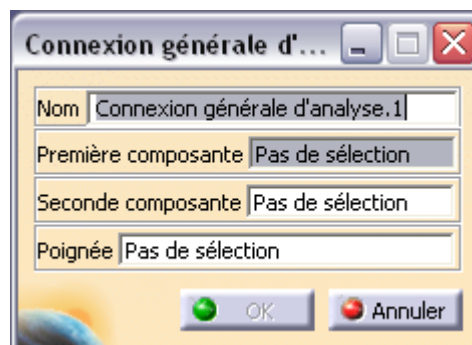 Connexion générale d'...
Nom Connexion générale d'analyse.1
Première composante Pas de sélection
Seconde composante Pas de sélection
Poignée Pas de sélection
OK Annuler